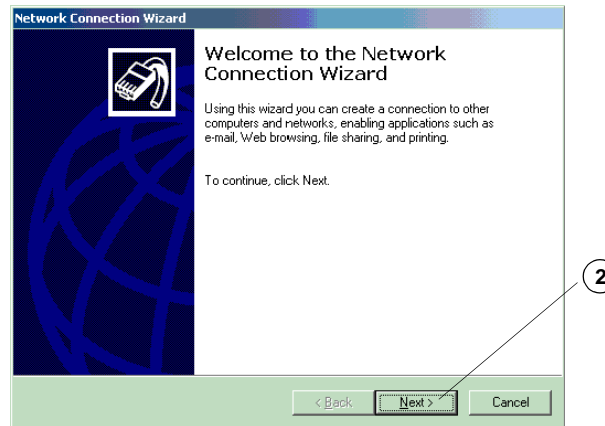 Network Connection Wizard
Welcome to the Network
Connection Wizard
Using this wizard you can create a connection to other
computers and networks, enabling applications such as
e-mail, Web browsing, file sharing, and printing.
To continue, click Next.
2
< Back Next > Cancel